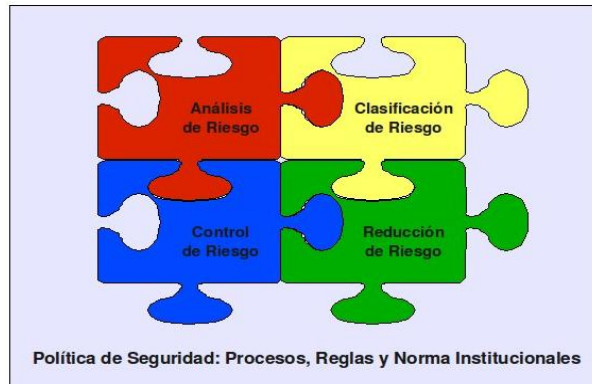 Análisis
de Riesgo
Clasificación
de Riesgo
Control
de Riesgo
Reducción
de Riesgo
Política de Seguridad: Procesos, Reglas y Norma Institucionales